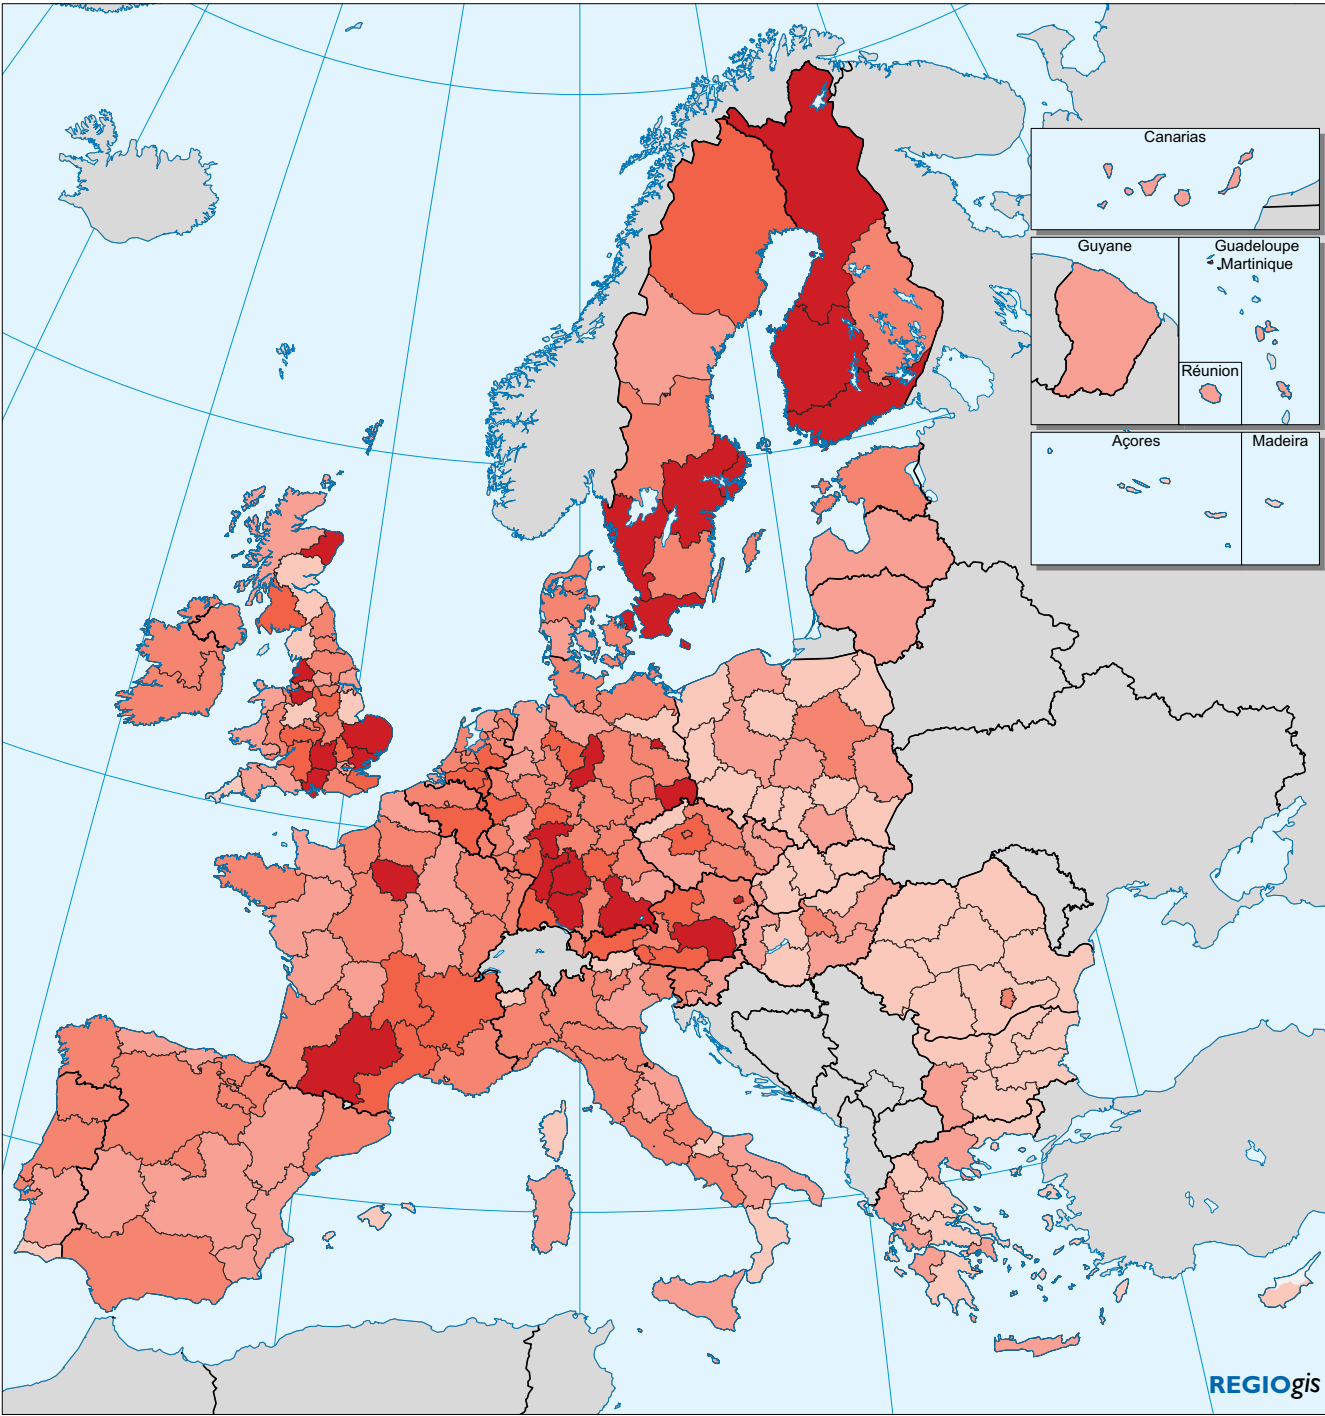 Canarias
Guyane
Guadeloupe
Martinique
Réunion
Açores
Madeira
REGIOgis